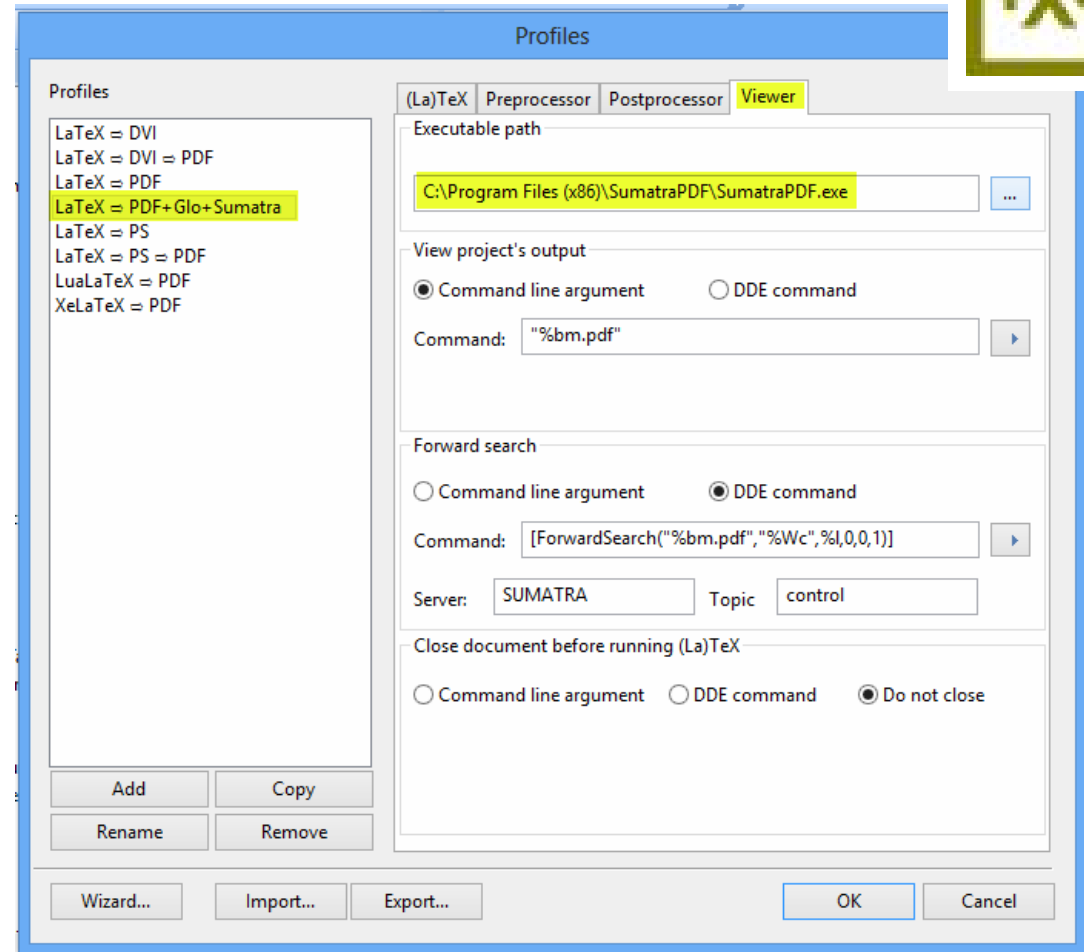 Profiles
Profiles
LaTeX ⇨ DVI
LaTeX ⇨ DVI ⇨ PDF
LaTeX ⇨ PDF
LaTeX ⇨ PDF+Glo+Sumatra
LaTeX ⇨ PS
LaTeX ⇨ PS ⇨ PDF
LuaLaTeX ⇨ PDF
XeLaTeX ⇨ PDF
Add Copy
Rename Remove
(La)TeX Preprocessor Postprocessor Viewer
Executable path
C:\Program Files (x86)\SumatraPDF\SumatraPDF.exe ...
View project's output
Command line argument DDE command
Command: "%bm.pdf"
Forward search
Command line argument DDE command
Command: [ForwardSearch("%bm.pdf","%Wc",%l,0,0,1)]
Server: SUMATRA Topic control
Close document before running (La)TeX
Command line argument DDE command Do not close
Wizard... Import... Export... OK Cancel